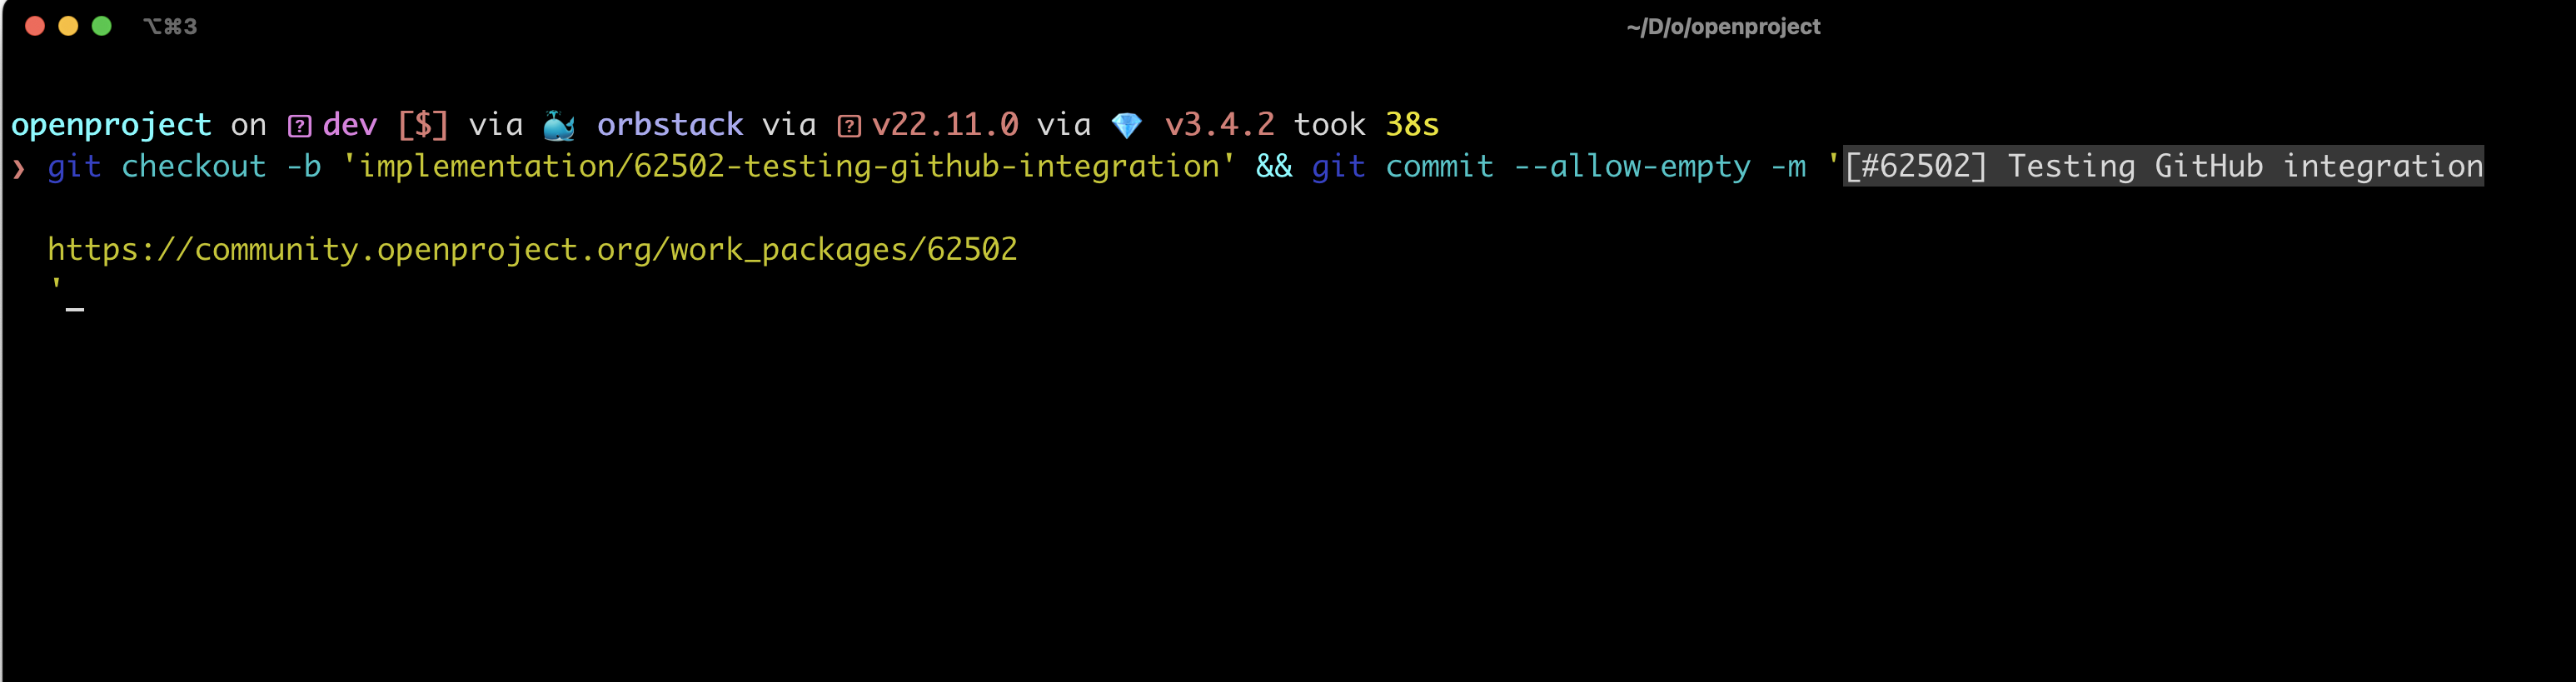 ⌥⌘3
~/D/o/openproject
openproject on dev [$] via 🐳 orbstack via v22.11.0 via 💎 v3.4.2 took 38s
❯ git checkout -b 'implementation/62502-testing-github-integration' && git commit --allow-empty -m '[#62502] Testing GitHub integration
https://community.openproject.org/work_packages/62502
'_